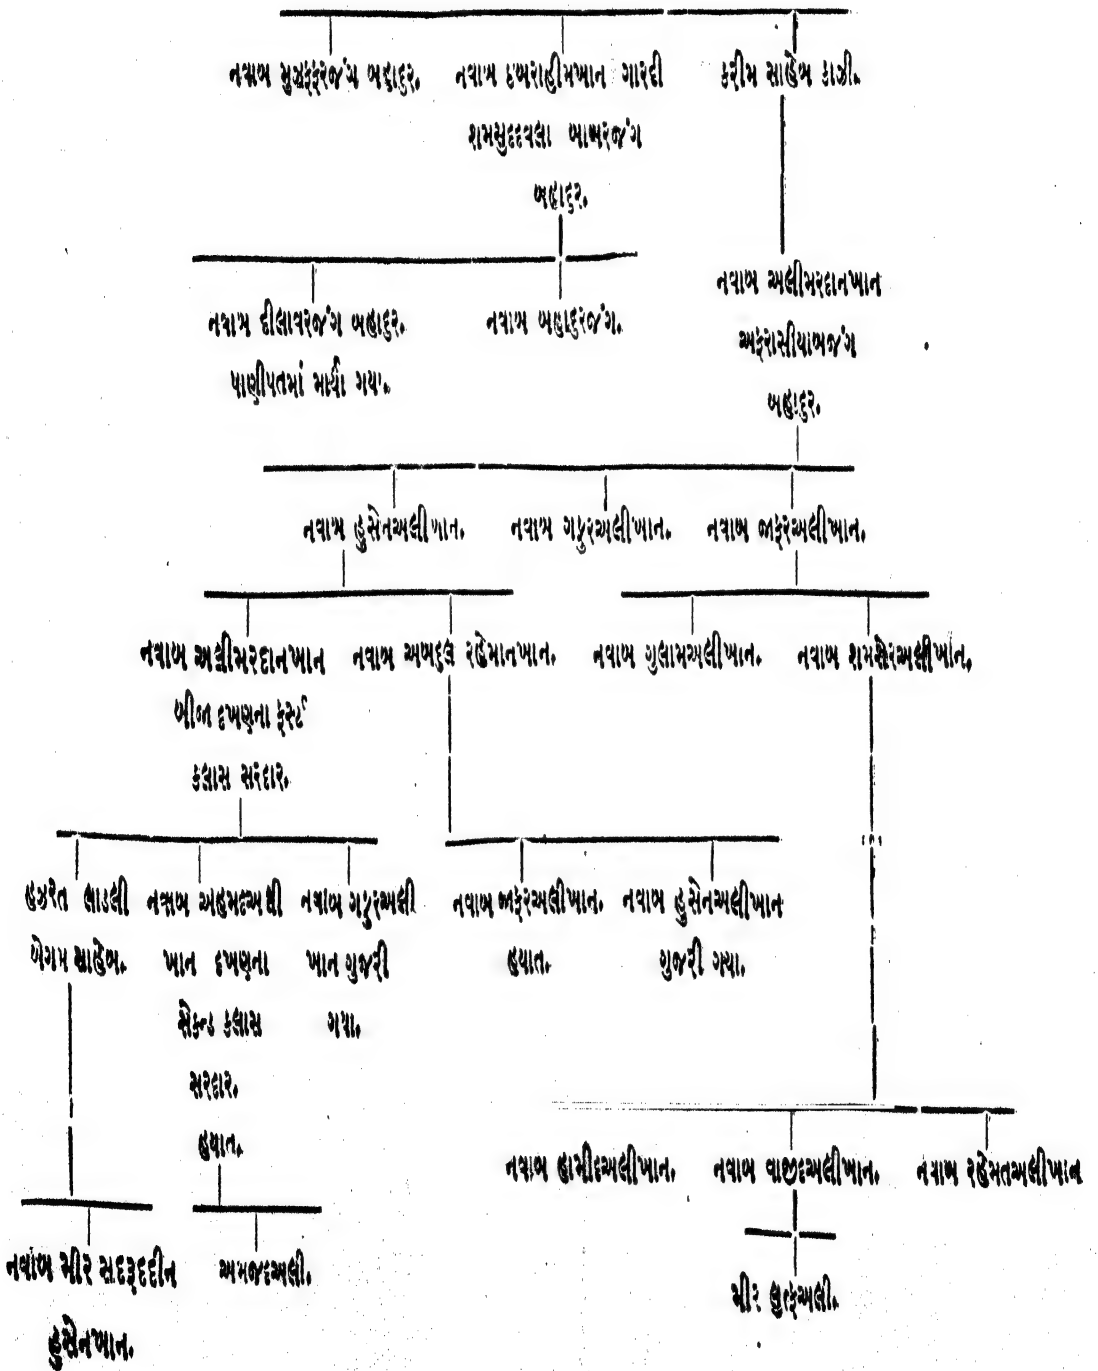 નવાબ મુઝફ્ફરજંગ બહાદુર. નવાબ ઇબરાહીમખાન ગારદી કરીમ સાહેબ કાઝી.
શમસુદદવલા બાબરજંગ
બહાદુર.
નવાબ અલીમરદાનખાન
નવાબ દીલાવરજંગ બહાદુર. નવાબ બહાદુરજંગ.
અફરાસીયાબજંગ
પાણીપતમાં માર્યા ગયા.
બહાદુર.
નવાબ હુસેનઅલીખાન. નવાબ ગફુરઅલીખાન. નવાબ જાફરઅલીખાન.
નવાબ અલીમરદાનખાન નવાબ અબદુલ રહેમાનખાન. નવાબ ગુલામઅલીખાન. નવાબ શમશેરઅલીખાન.
બીજા દખણના ફર્સ્ટ
કલાસ સરદાર.
હઝરત લાડલી નવાબ અહમદઅલી નવાબ ગફુરઅલી નવાબ જાફરઅલીખાન. નવાબ હુસેનઅલીખાન
બેગમ સાહેબ. ખાન દખણના ખાન ગુજરી હયાત. ગુજરી ગયા.
સેકન્ડ કલાસ ગયા.
સરદાર.
હયાત.
નવાબ હામીદઅલીખાન. નવાબ વાજીદઅલીખાન. નવાબ રહેમતઅલીખાન
નવાબ મીર સદરૂદદીન અમજદઅલી.
મીર લુત્ફઅલી.
હુસેનખાન.